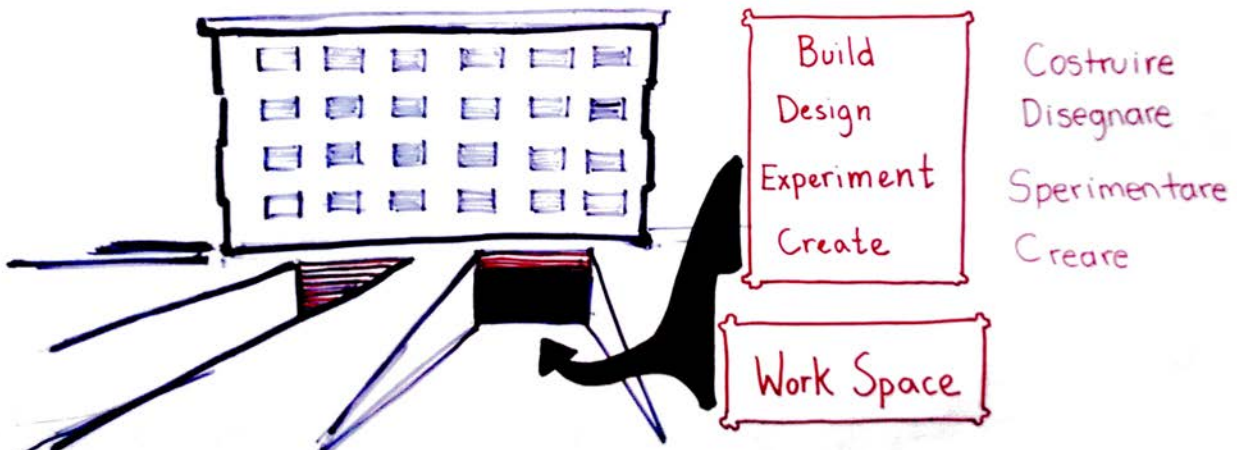 Build
Design
Experiment
Create
Work Space
Costruire
Disegnare
Sperimentare
Creare